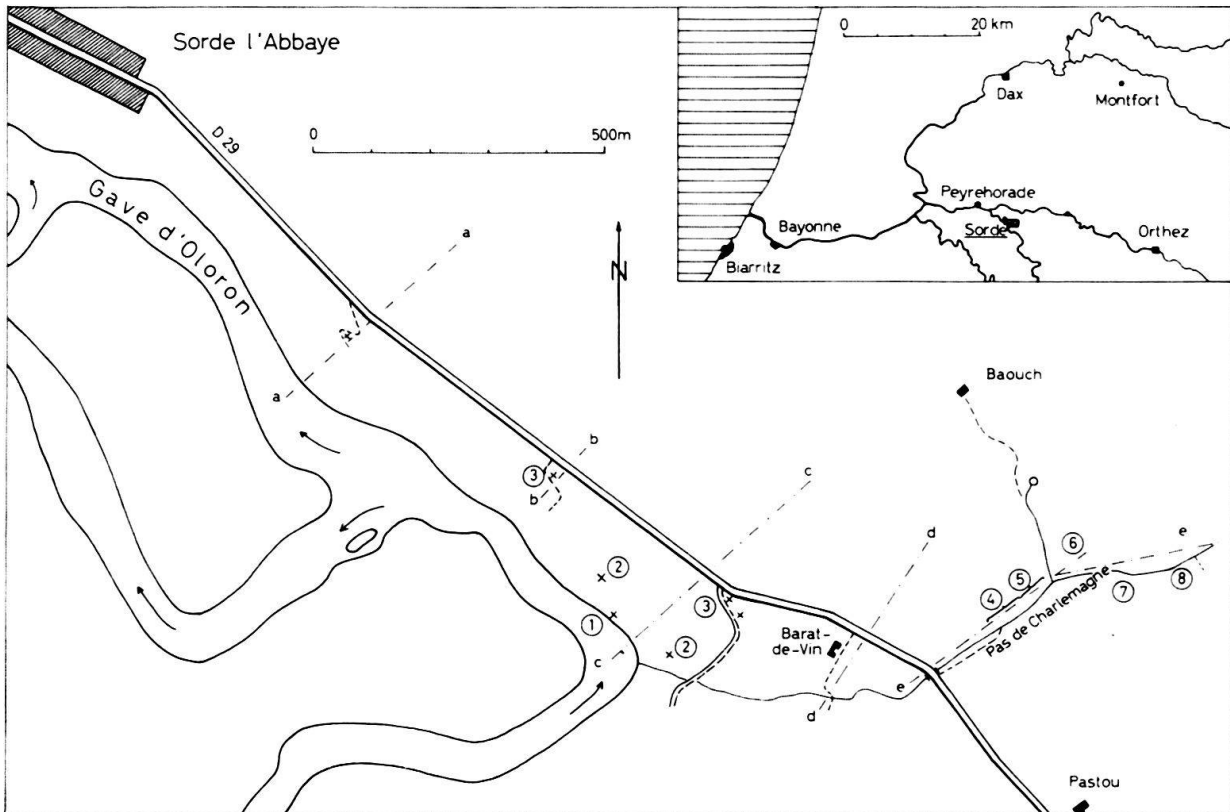 Sorde l'Abbaye
0 500m
D 29
Gave d'Oloron
N
a
a
b
③
b
c
②
①
③
②
c
d
Barat-
de-Vin
d
e
Baouch
⑥
e
⑤
④
⑦
⑧
Pas de Charlemagne
Pastou
0 20 km
Dax
Montfort
Peyrehorade
Sorde
Orthez
Bayonne
Biarritz